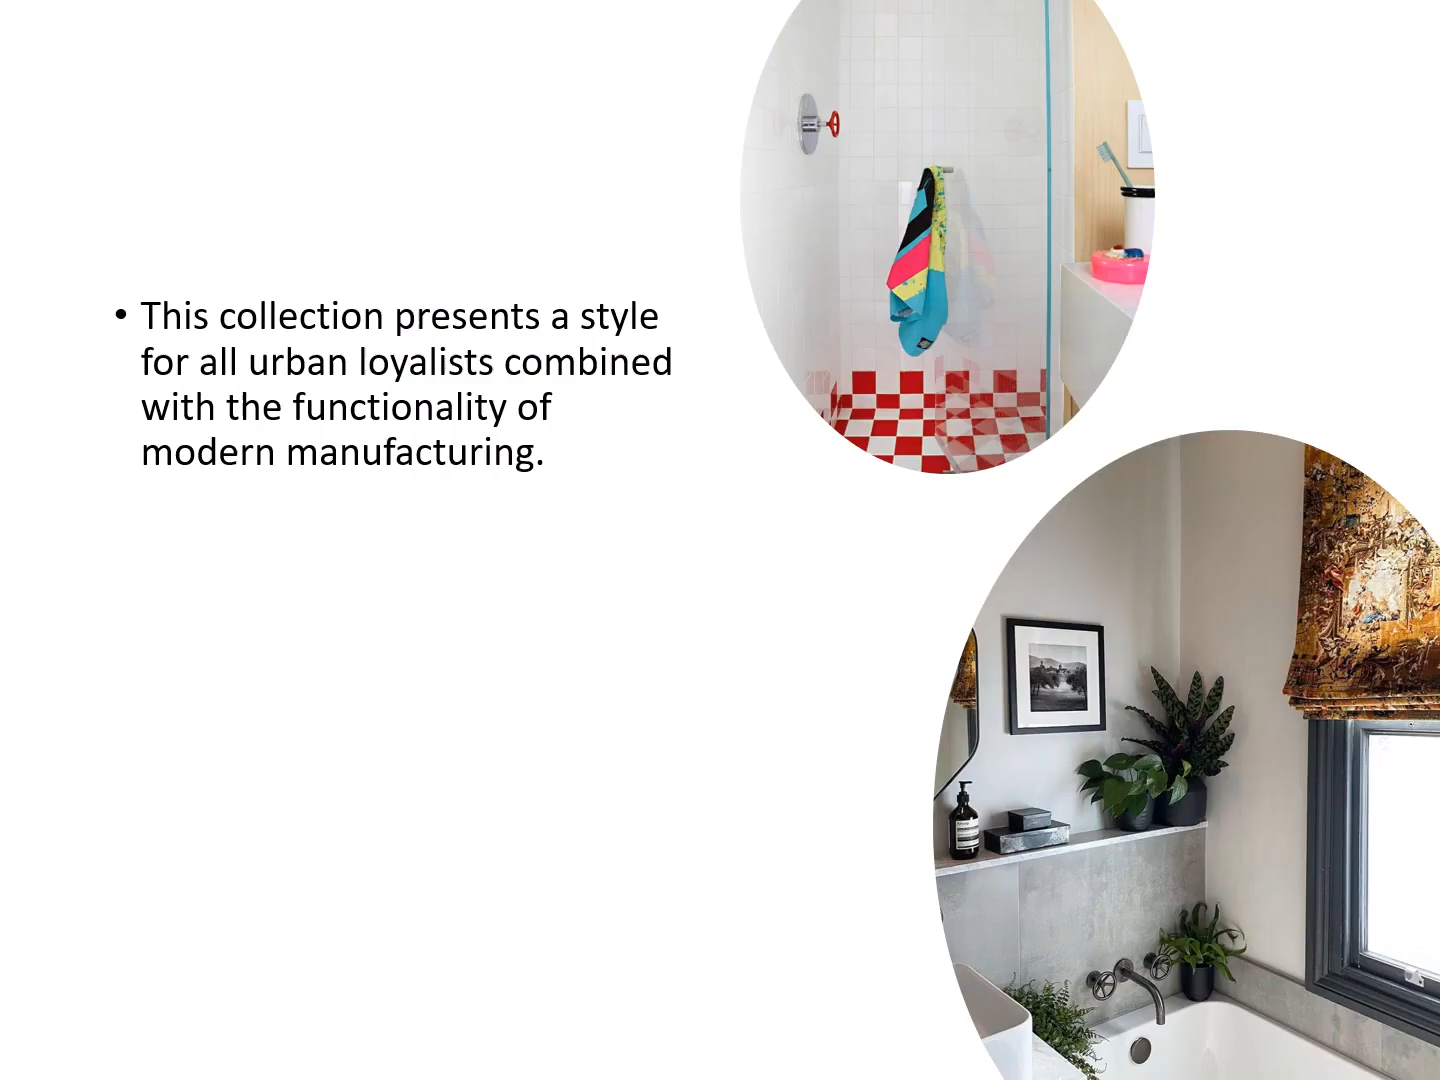 • This collection presents a style
for all urban loyalists combined
with the functionality of
modern manufacturing.